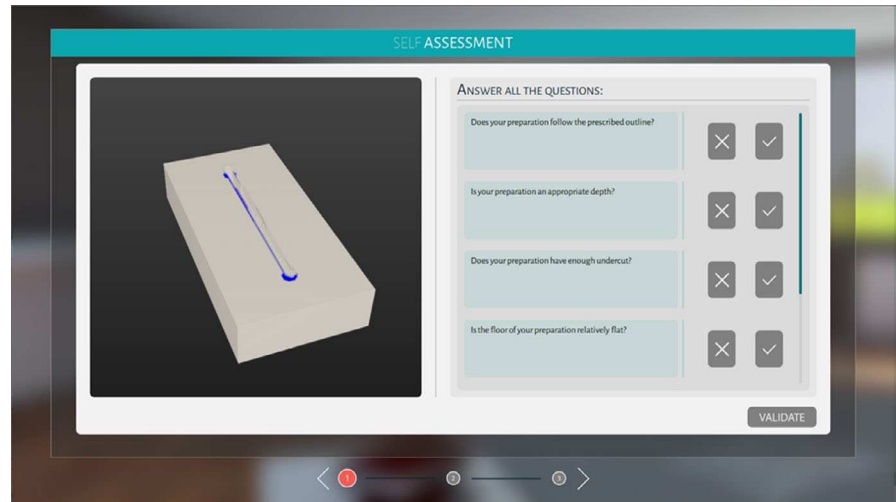 SELF ASSESSMENT
ANSWER ALL THE QUESTIONS:
Does your preparation follow the prescribed outline?
Is your preparation an appropriate depth?
Does your preparation have enough undercut?
Is the floor of your preparation relatively flat?
VALIDATE
1 2 3